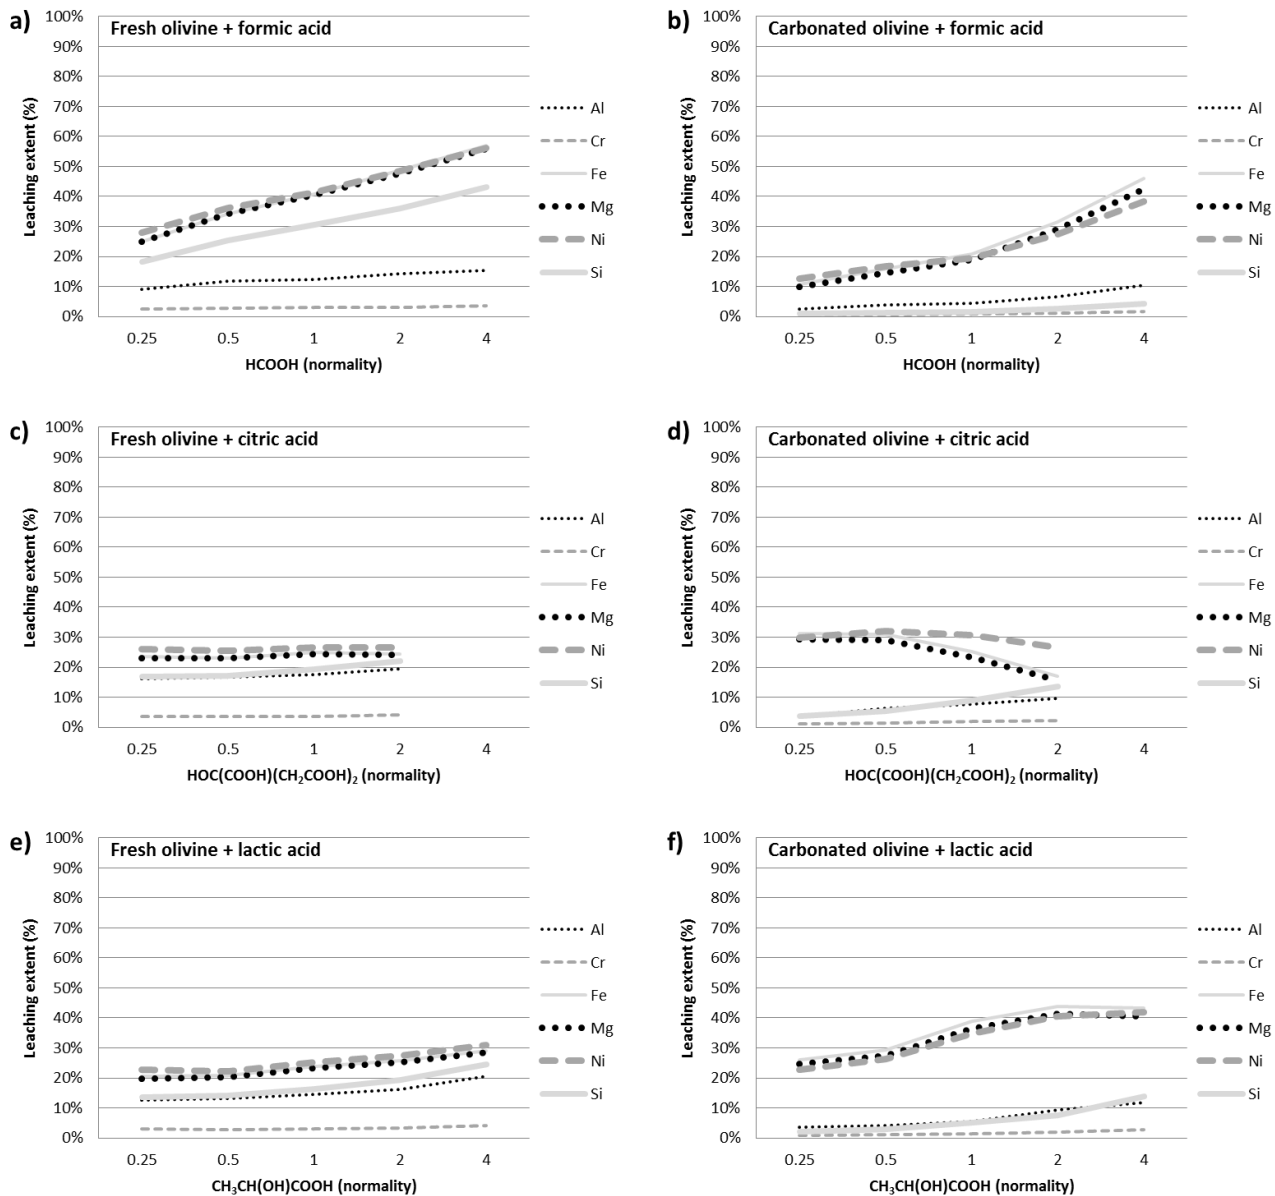 a)
Fresh olivine + formic acid
100%
90%
80%
70%
60%
50%
40%
30%
20%
10%
0%
Leaching extent (%)
0.25 0.5 1 2 4
HCOOH (normality)
Al
Cr
Fe
Mg
Ni
Si
b)
Carbonated olivine + formic acid
100%
90%
80%
70%
60%
50%
40%
30%
20%
10%
0%
Leaching extent (%)
0.25 0.5 1 2 4
HCOOH (normality)
Al
Cr
Fe
Mg
Ni
Si
c)
Fresh olivine + citric acid
100%
90%
80%
70%
60%
50%
40%
30%
20%
10%
0%
Leaching extent (%)
0.25 0.5 1 2 4
HOC(COOH)(CH₂COOH)₂ (normality)
Al
Cr
Fe
Mg
Ni
Si
d)
Carbonated olivine + citric acid
100%
90%
80%
70%
60%
50%
40%
30%
20%
10%
0%
Leaching extent (%)
0.25 0.5 1 2 4
HOC(COOH)(CH₂COOH)₂ (normality)
Al
Cr
Fe
Mg
Ni
Si
e)
Fresh olivine + lactic acid
100%
90%
80%
70%
60%
50%
40%
30%
20%
10%
0%
Leaching extent (%)
0.25 0.5 1 2 4
CH₃CH(OH)COOH (normality)
Al
Cr
Fe
Mg
Ni
Si
f)
Carbonated olivine + lactic acid
100%
90%
80%
70%
60%
50%
40%
30%
20%
10%
0%
Leaching extent (%)
0.25 0.5 1 2 4
CH₃CH(OH)COOH (normality)
Al
Cr
Fe
Mg
Ni
Si